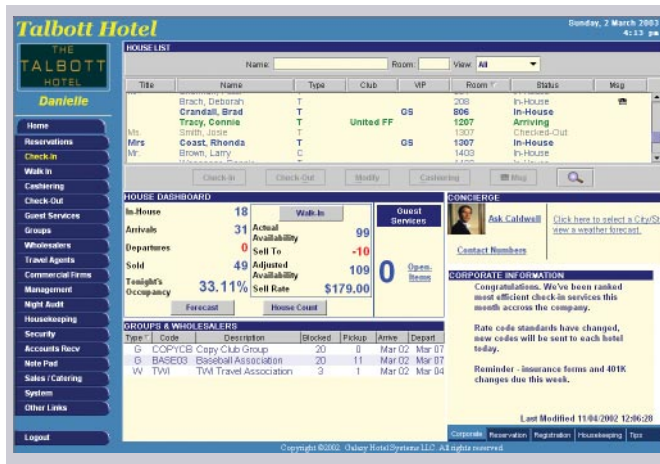 Talbott Hotel
Sunday, 2 March 2003
4:13 pm
THE
TALBOTT
HOTEL
Danielle
Home
Reservations
Check-In
Walk In
Cashiering
Check-Out
Guest Services
Groups
Wholesalers
Travel Agents
Commercial Firms
Management
Night Audit
Housekeeping
Security
Accounts Recv
Note Pad
Sales / Catering
System
Other Links
Logout
HOUSE LIST
Name: Room: View: All
Title Name Type Club VIP Room Status Msg
Brach, Deborah T 208 In-House
Crandall, Brad T GS 806 In-House
Tracy, Connie T United FF 1207 Arriving
Ms. Smith, Josie T 1307 Checked-Out
Mrs Coast, Rhonda T GS 1307 In-House
Mr. Brown, Larry C 1403 In-House
Check-In Check-Out Modify Cashiering Msg
HOUSE DASHBOARD
In-House 18 Walk-In
Arrivals 31 Actual Availability 99
Departures 0 Sell To -10
Sold 49 Adjusted Availability 109
Tonight's Occupancy 33.11% Sell Rate $179.00
Forecast House Count
Guest Services
0 Open Items
CONCIERGE
Ask Caldwell
Contact Numbers
Click here to select a City/St
view a weather forecast.
CORPORATE INFORMATION
Congratulations. We've been ranked
most efficient check-in services this
month accross the company.
Rate code standards have changed,
new codes will be sent to each hotel
today.
Reminder - insurance forms and 401K
changes due this week.
Last Modified 11/04/2002 12:06:28
Corporate Reservation Registration Housekeeping Tips
GROUPS & WHOLESALERS
Type Code Description Blocked Pickup Arrive Depart
G COPYCB Copy Club Group 20 0 Mar 02 Mar 07
G BASE03 Baseball Association 20 11 Mar 02 Mar 07
W TWI TWI Travel Association 3 1 Mar 02 Mar 04
Copyright ©2002 Galaxy Hotel Systems LLC. All rights reserved